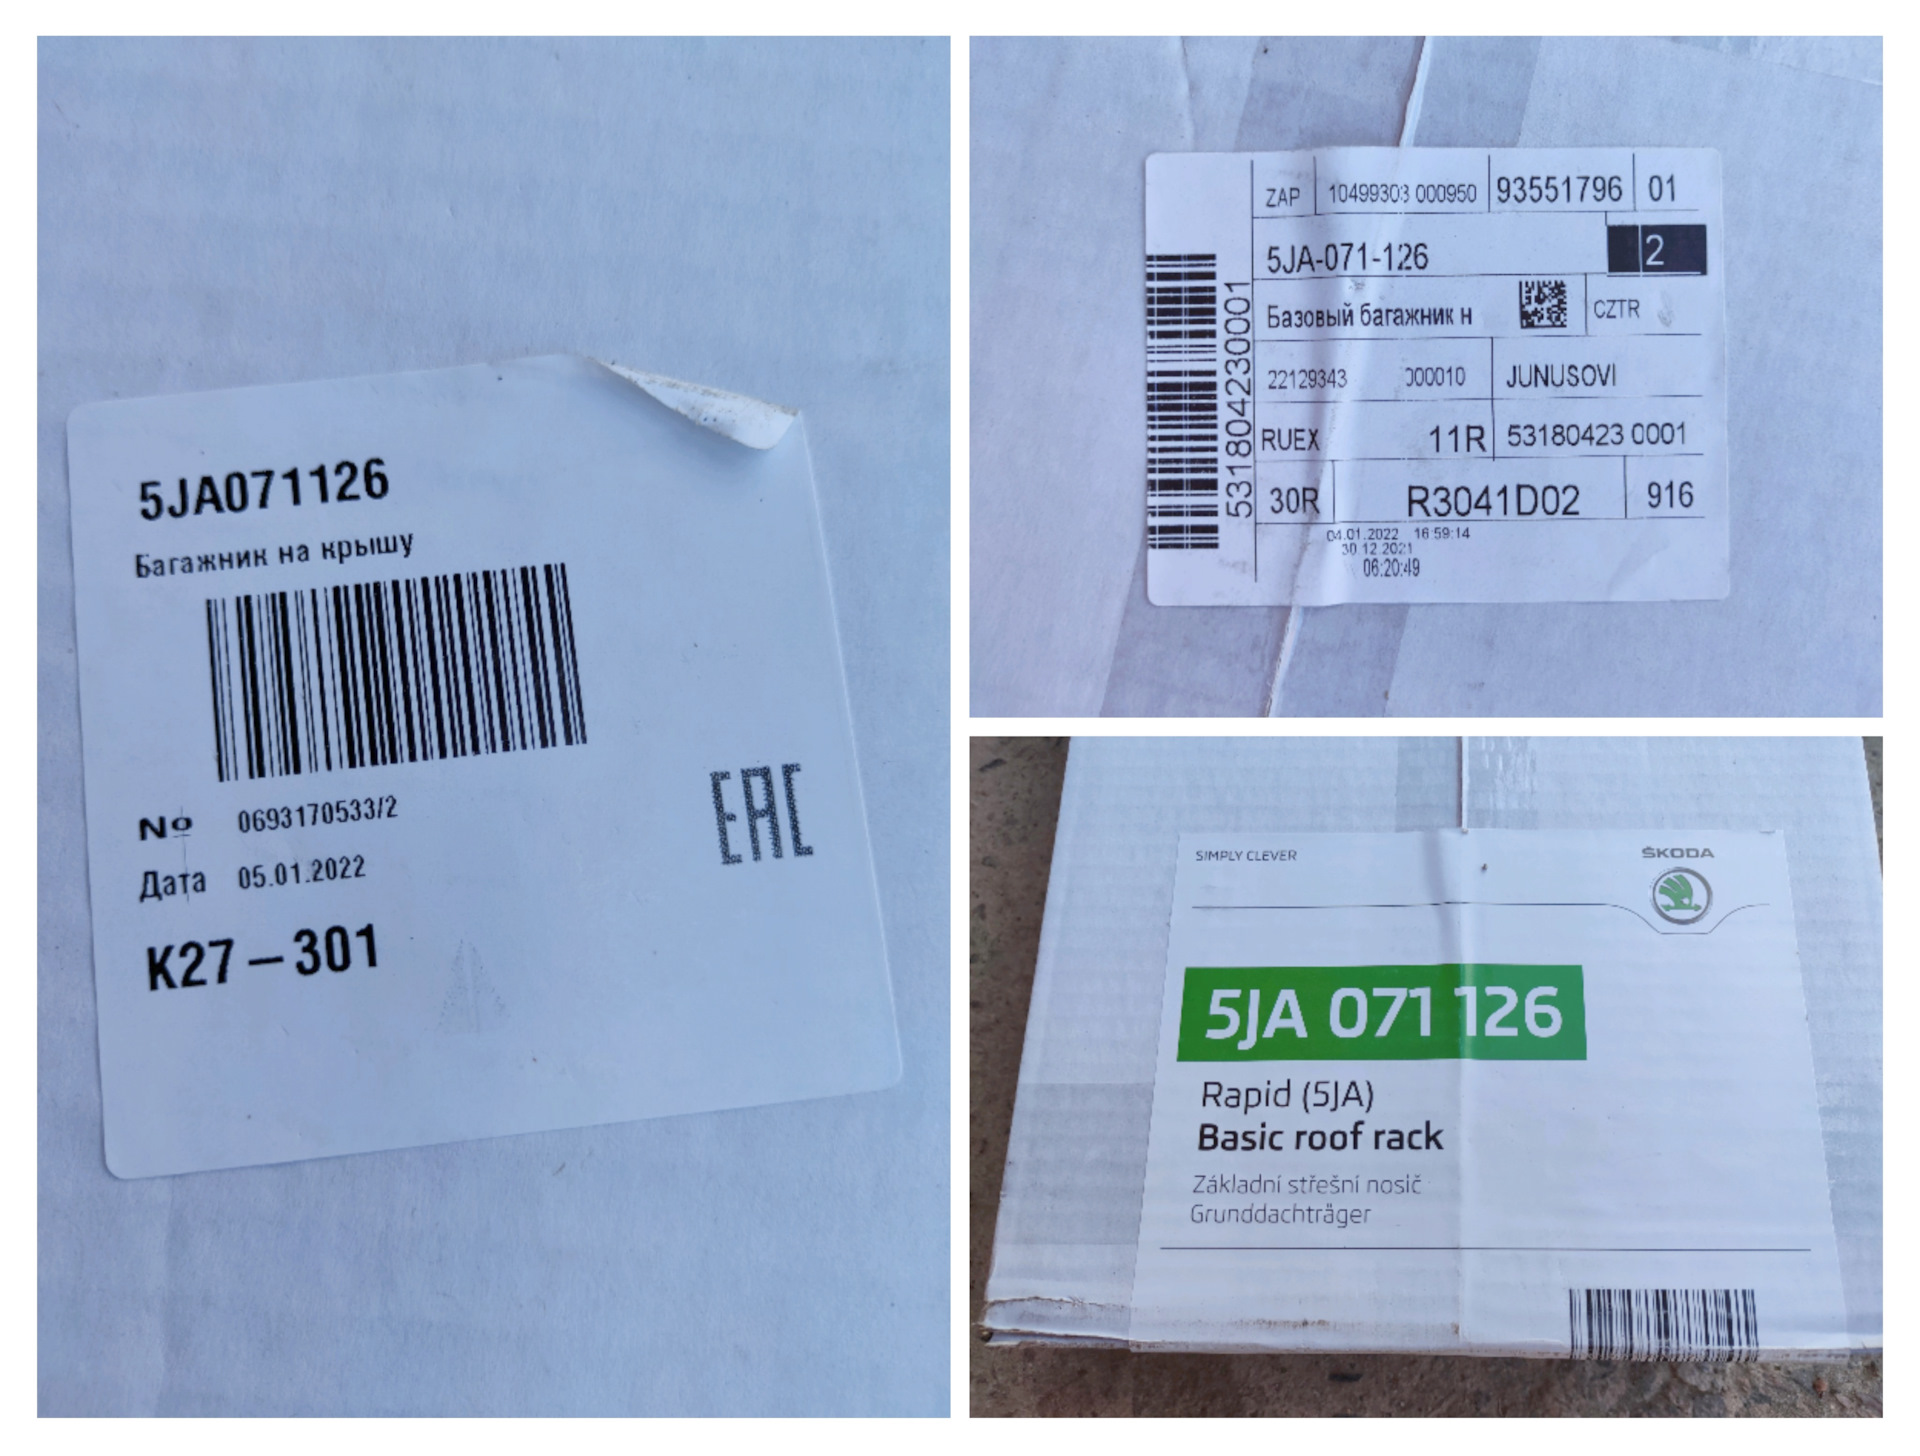 5JA071126
Багажник на крышу
№ 0693170533/2
Дата 05.01.2022
K27-301
EAC
ZAP 10499303 000950 93551796 01
5JA-071-126 2
Базовый багажник н CZTR
22129343 000010 JUNUSOVI
RUEX 11R 53180423 0001
30R R3041D02 916
04.01.2022 16:59:14
30.12.2021
06:20:49
531804230001
SIMPLY CLEVER ŠKODA
5JA 071 126
Rapid (5JA)
Basic roof rack
Základní střešní nosič
Grunddachträger